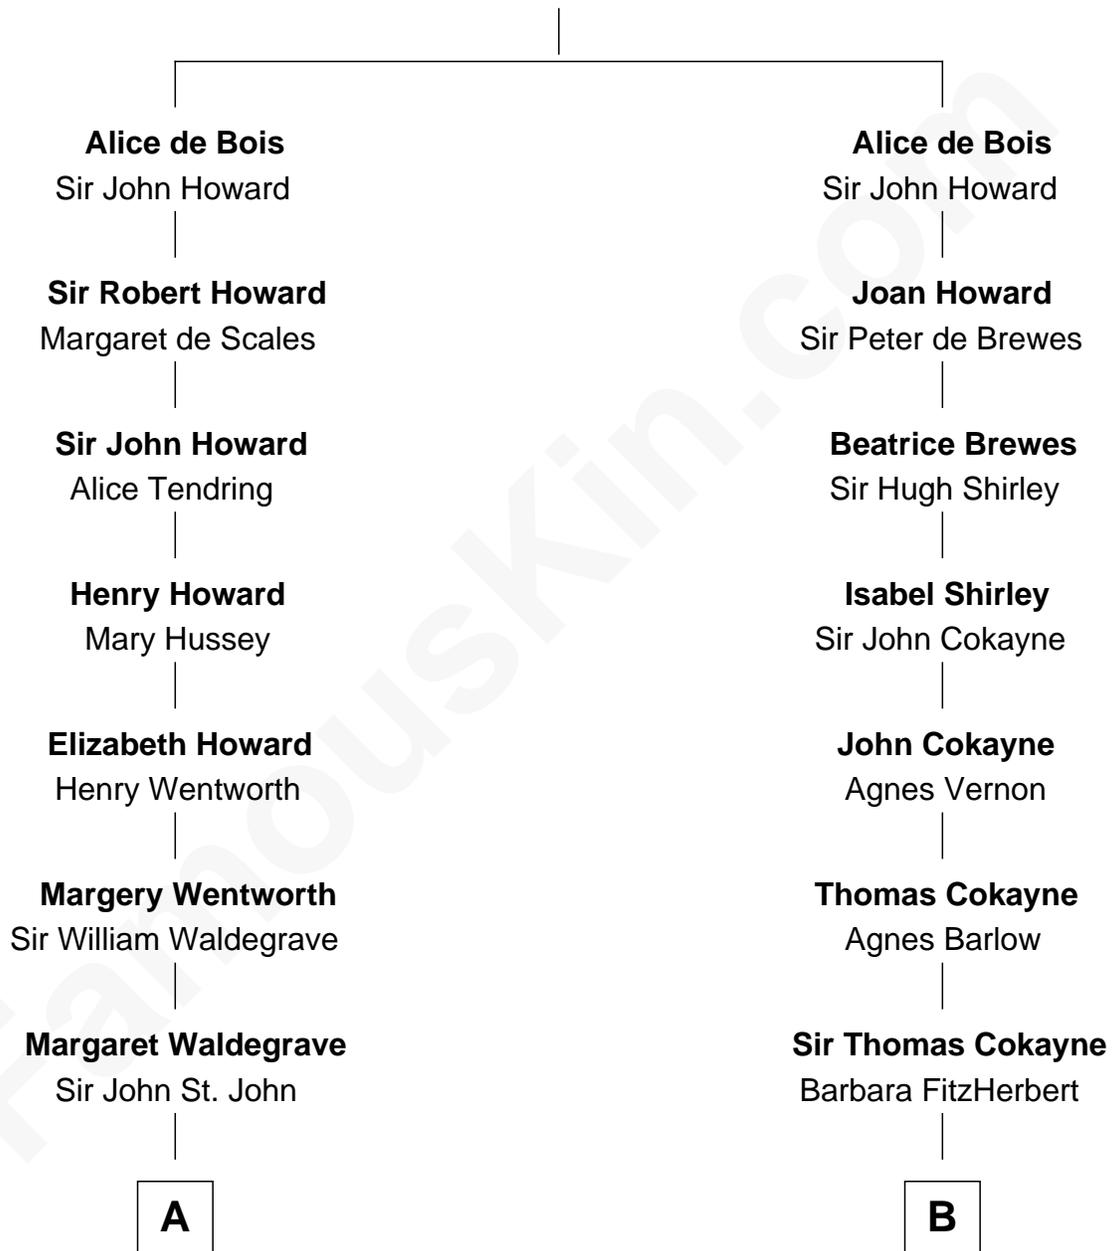 Alice de Bois
Sir John Howard
Sir Robert Howard
Margaret de Scales
Sir John Howard
Alice Tendring
Henry Howard
Mary Hussey
Elizabeth Howard
Henry Wentworth
Margery Wentworth
Sir William Waldegrave
Margaret Waldegrave
Sir John St. John
A
Alice de Bois
Sir John Howard
Joan Howard
Sir Peter de Brewes
Beatrice Brewes
Sir Hugh Shirley
Isabel Shirley
Sir John Cokayne
John Cokayne
Agnes Vernon
Thomas Cokayne
Agnes Barlow
Sir Thomas Cokayne
Barbara FitzHerbert
B
FamousKin.com